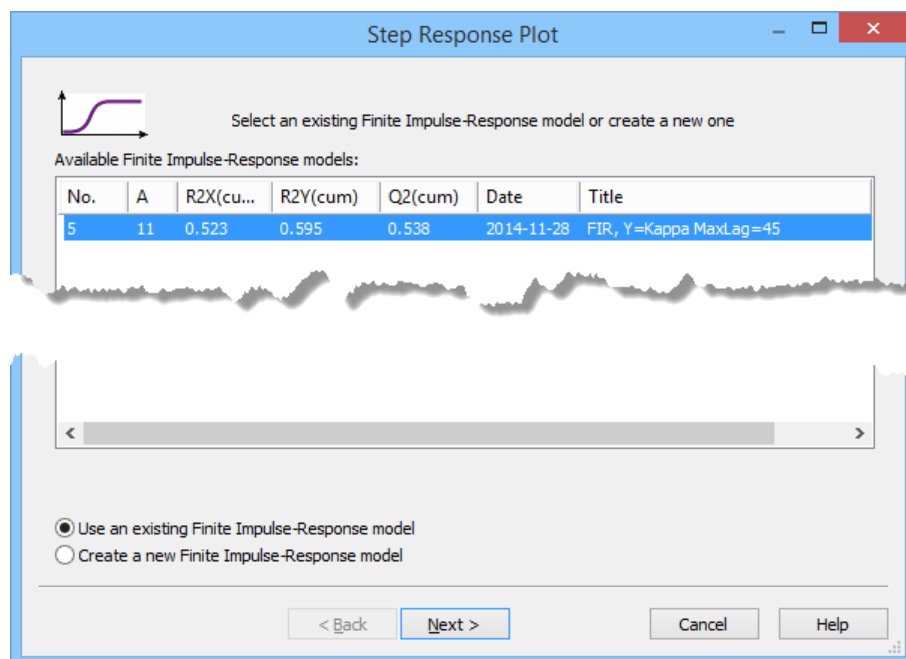 Step Response Plot
Select an existing Finite Impulse-Response model or create a new one
Available Finite Impulse-Response models:
No. A R2X(cu... R2Y(cum) Q2(cum) Date Title
5 11 0.523 0.595 0.538 2014-11-28 FIR, Y=Kappa MaxLag=45
Use an existing Finite Impulse-Response model
Create a new Finite Impulse-Response model
< Back Next > Cancel Help